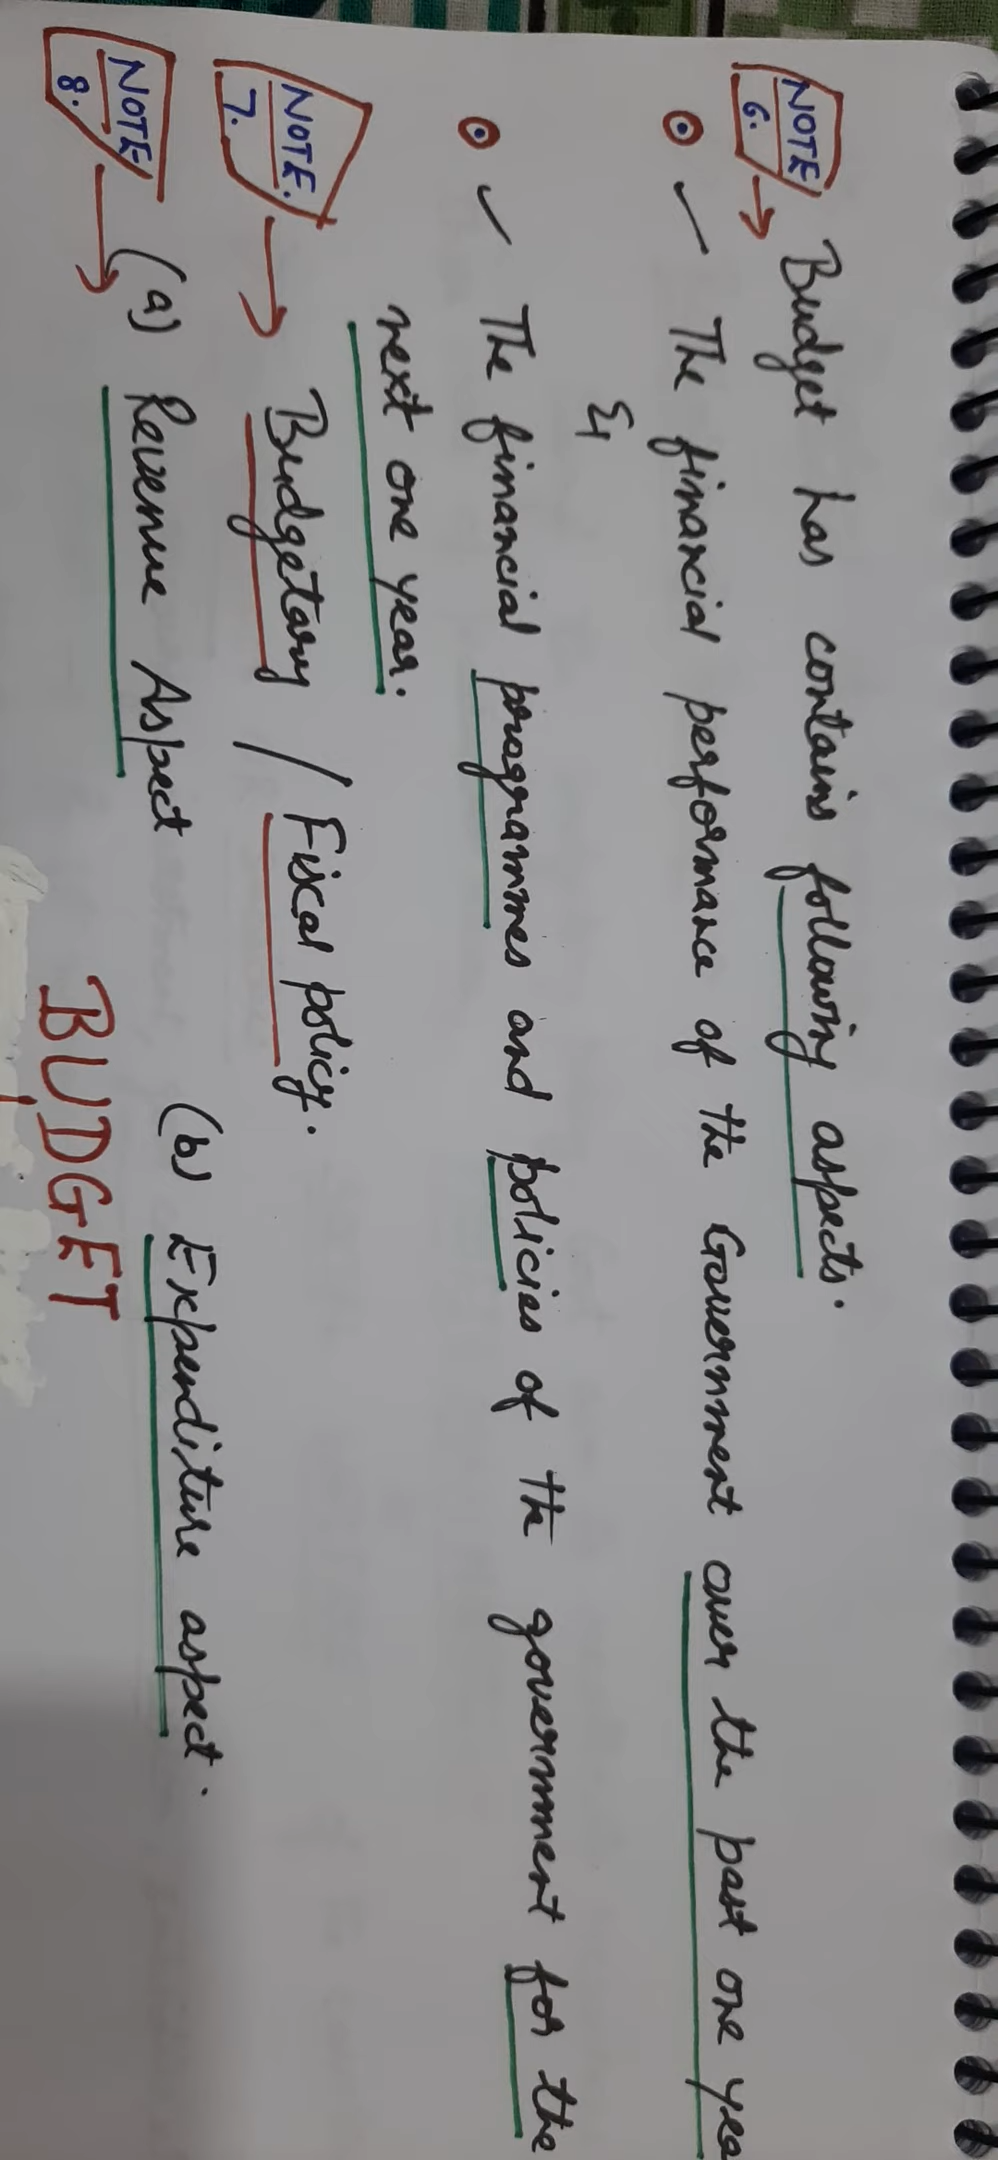 NOTE 6. → Budget has contains following aspects.
✓ The financial performance of the Government over the past one yea
&
✓ The financial programmes and policies of the government for the
next one year.
NOTE. 7. → Budgetary / Fiscal policy.
NOTE 8. → (a) Revenue Aspect (b) Expenditure aspect.
BUDGET